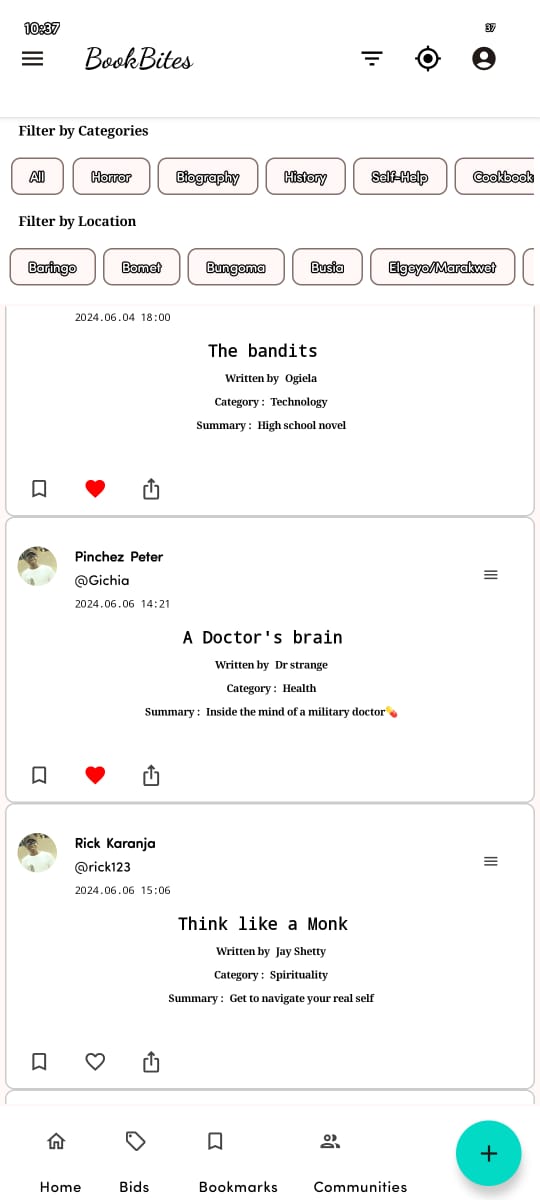 10:37
37
BookBites
Filter by Categories
All Horror Biography History Self-Help Cookbook
Filter by Location
Baringo Bomet Bungoma Busia Elgeyo/Marakwet
2024.06.04 18:00
The bandits
Written by Ogiela
Category : Technology
Summary : High school novel
Pinchez Peter
@Gichia
2024.06.06 14:21
A Doctor's brain
Written by Dr strange
Category : Health
Summary : Inside the mind of a military doctor💊
Rick Karanja
@rick123
2024.06.06 15:06
Think like a Monk
Written by Jay Shetty
Category : Spirituality
Summary : Get to navigate your real self
Home Bids Bookmarks Communities